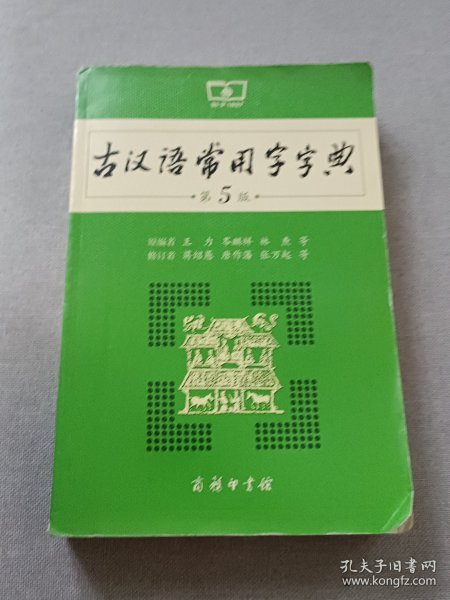 古汉语常用字字典
·第5版·
原编者 王力 岑麒祥 林焘 等
修订者 蒋绍愚 唐作藩 张万起 等
商务印书馆
孔夫子旧书网
www.kongfz.com